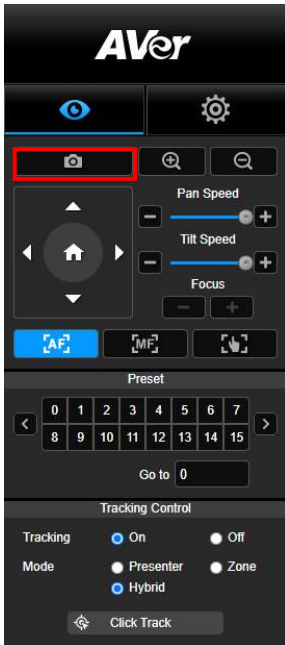 AVer
Pan Speed
Tilt Speed
Focus
[AF] [MF]
Preset
0 1 2 3 4 5 6 7
8 9 10 11 12 13 14 15
Go to 0
Tracking Control
Tracking On Off
Mode Presenter Zone
Hybrid
Click Track